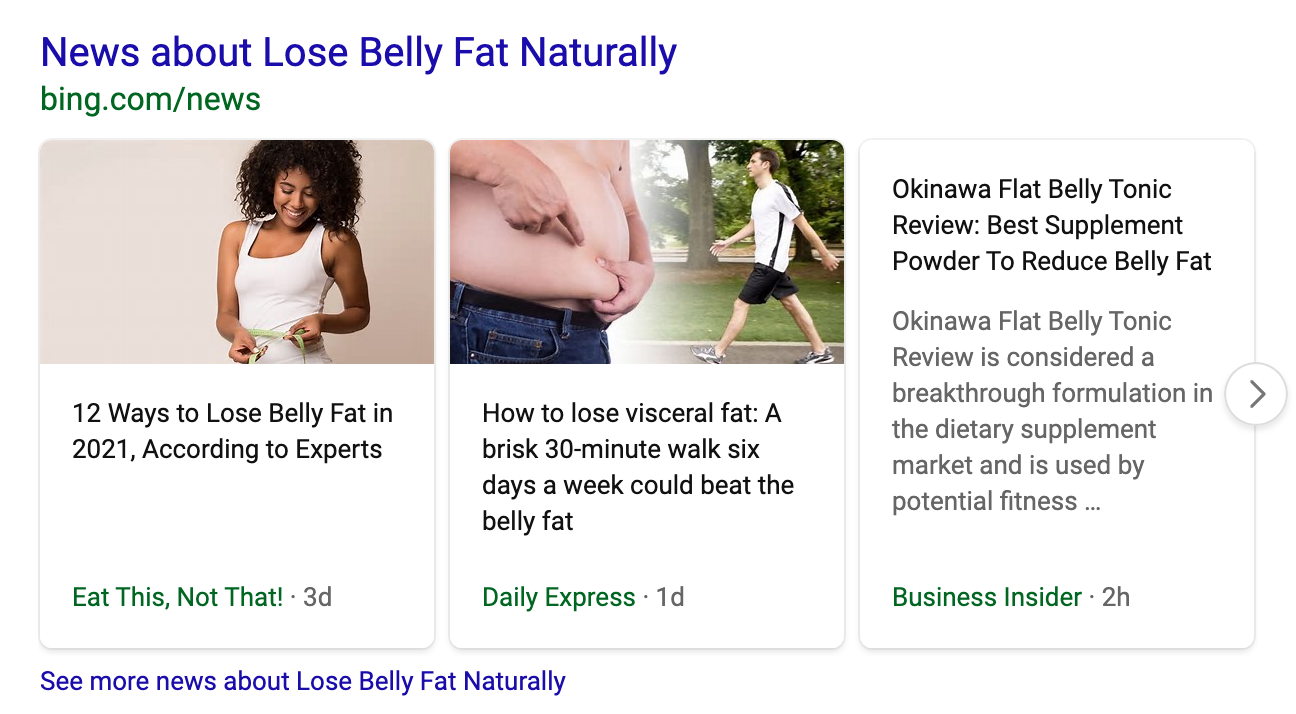 News about Lose Belly Fat Naturally
bing.com/news
12 Ways to Lose Belly Fat in
2021, According to Experts
Eat This, Not That! · 3d
How to lose visceral fat: A
brisk 30-minute walk six
days a week could beat the
belly fat
Daily Express · 1d
Okinawa Flat Belly Tonic
Review: Best Supplement
Powder To Reduce Belly Fat
Okinawa Flat Belly Tonic
Review is considered a
breakthrough formulation in
the dietary supplement
market and is used by
potential fitness ...
Business Insider · 2h
See more news about Lose Belly Fat Naturally